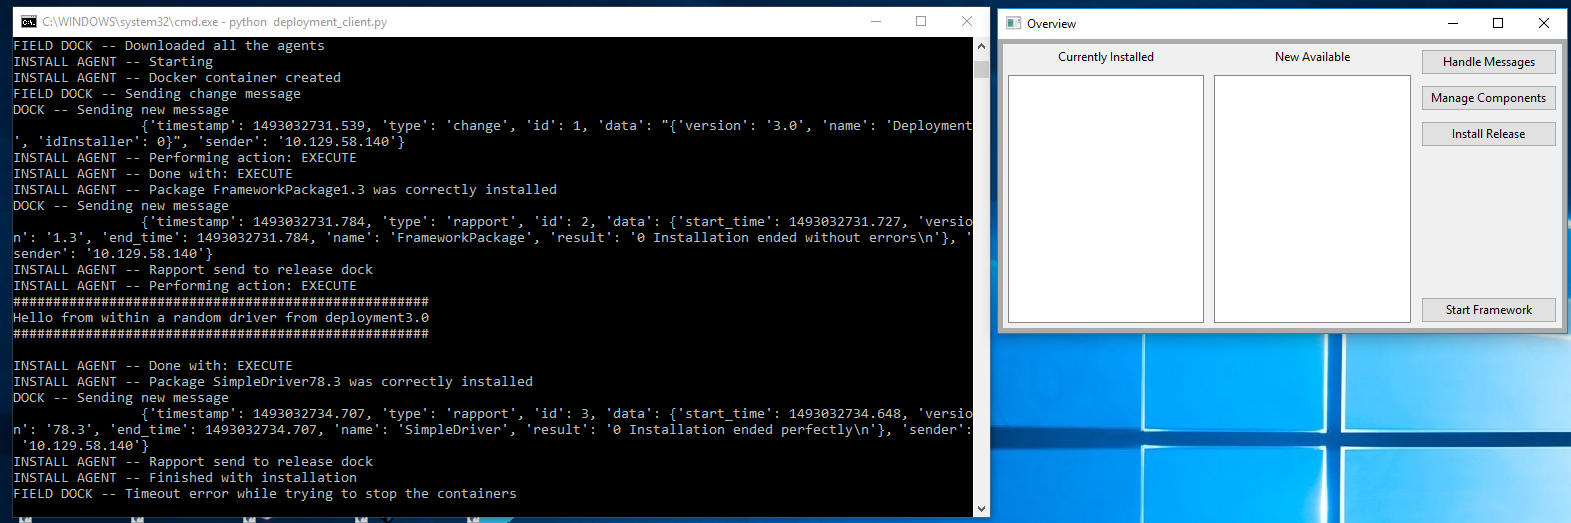 C:\WINDOWS\system32\cmd.exe - python  deployment_client.py
FIELD DOCK -- Downloaded all the agents
INSTALL AGENT -- Starting
INSTALL AGENT -- Docker container created
FIELD DOCK -- Sending change message
DOCK -- Sending new message
                {'timestamp': 1493032731.539, 'type': 'change', 'id': 1, 'data': "{'version': '3.0', 'name': 'Deployment
', 'idInstaller': 0}", 'sender': '10.129.58.140'}
INSTALL AGENT -- Performing action: EXECUTE
INSTALL AGENT -- Done with: EXECUTE
INSTALL AGENT -- Package FrameworkPackage1.3 was correctly installed
DOCK -- Sending new message
                {'timestamp': 1493032731.784, 'type': 'rapport', 'id': 2, 'data': {'start_time': 1493032731.727, 'versio
n': '1.3', 'end_time': 1493032731.784, 'name': 'FrameworkPackage', 'result': '0 Installation ended without errors\n'}, '
sender': '10.129.58.140'}
INSTALL AGENT -- Rapport send to release dock
INSTALL AGENT -- Performing action: EXECUTE
####################################################
Hello from within a random driver from deployment3.0
####################################################
INSTALL AGENT -- Done with: EXECUTE
INSTALL AGENT -- Package SimpleDriver78.3 was correctly installed
DOCK -- Sending new message
                {'timestamp': 1493032734.707, 'type': 'rapport', 'id': 3, 'data': {'start_time': 1493032734.648, 'versio
n': '78.3', 'end_time': 1493032734.707, 'name': 'SimpleDriver', 'result': '0 Installation ended perfectly\n'}, 'sender':
 '10.129.58.140'}
INSTALL AGENT -- Rapport send to release dock
INSTALL AGENT -- Finished with installation
FIELD DOCK -- Timeout error while trying to stop the containers
Overview
Currently Installed
New Available
Handle Messages
Manage Components
Install Release
Start Framework